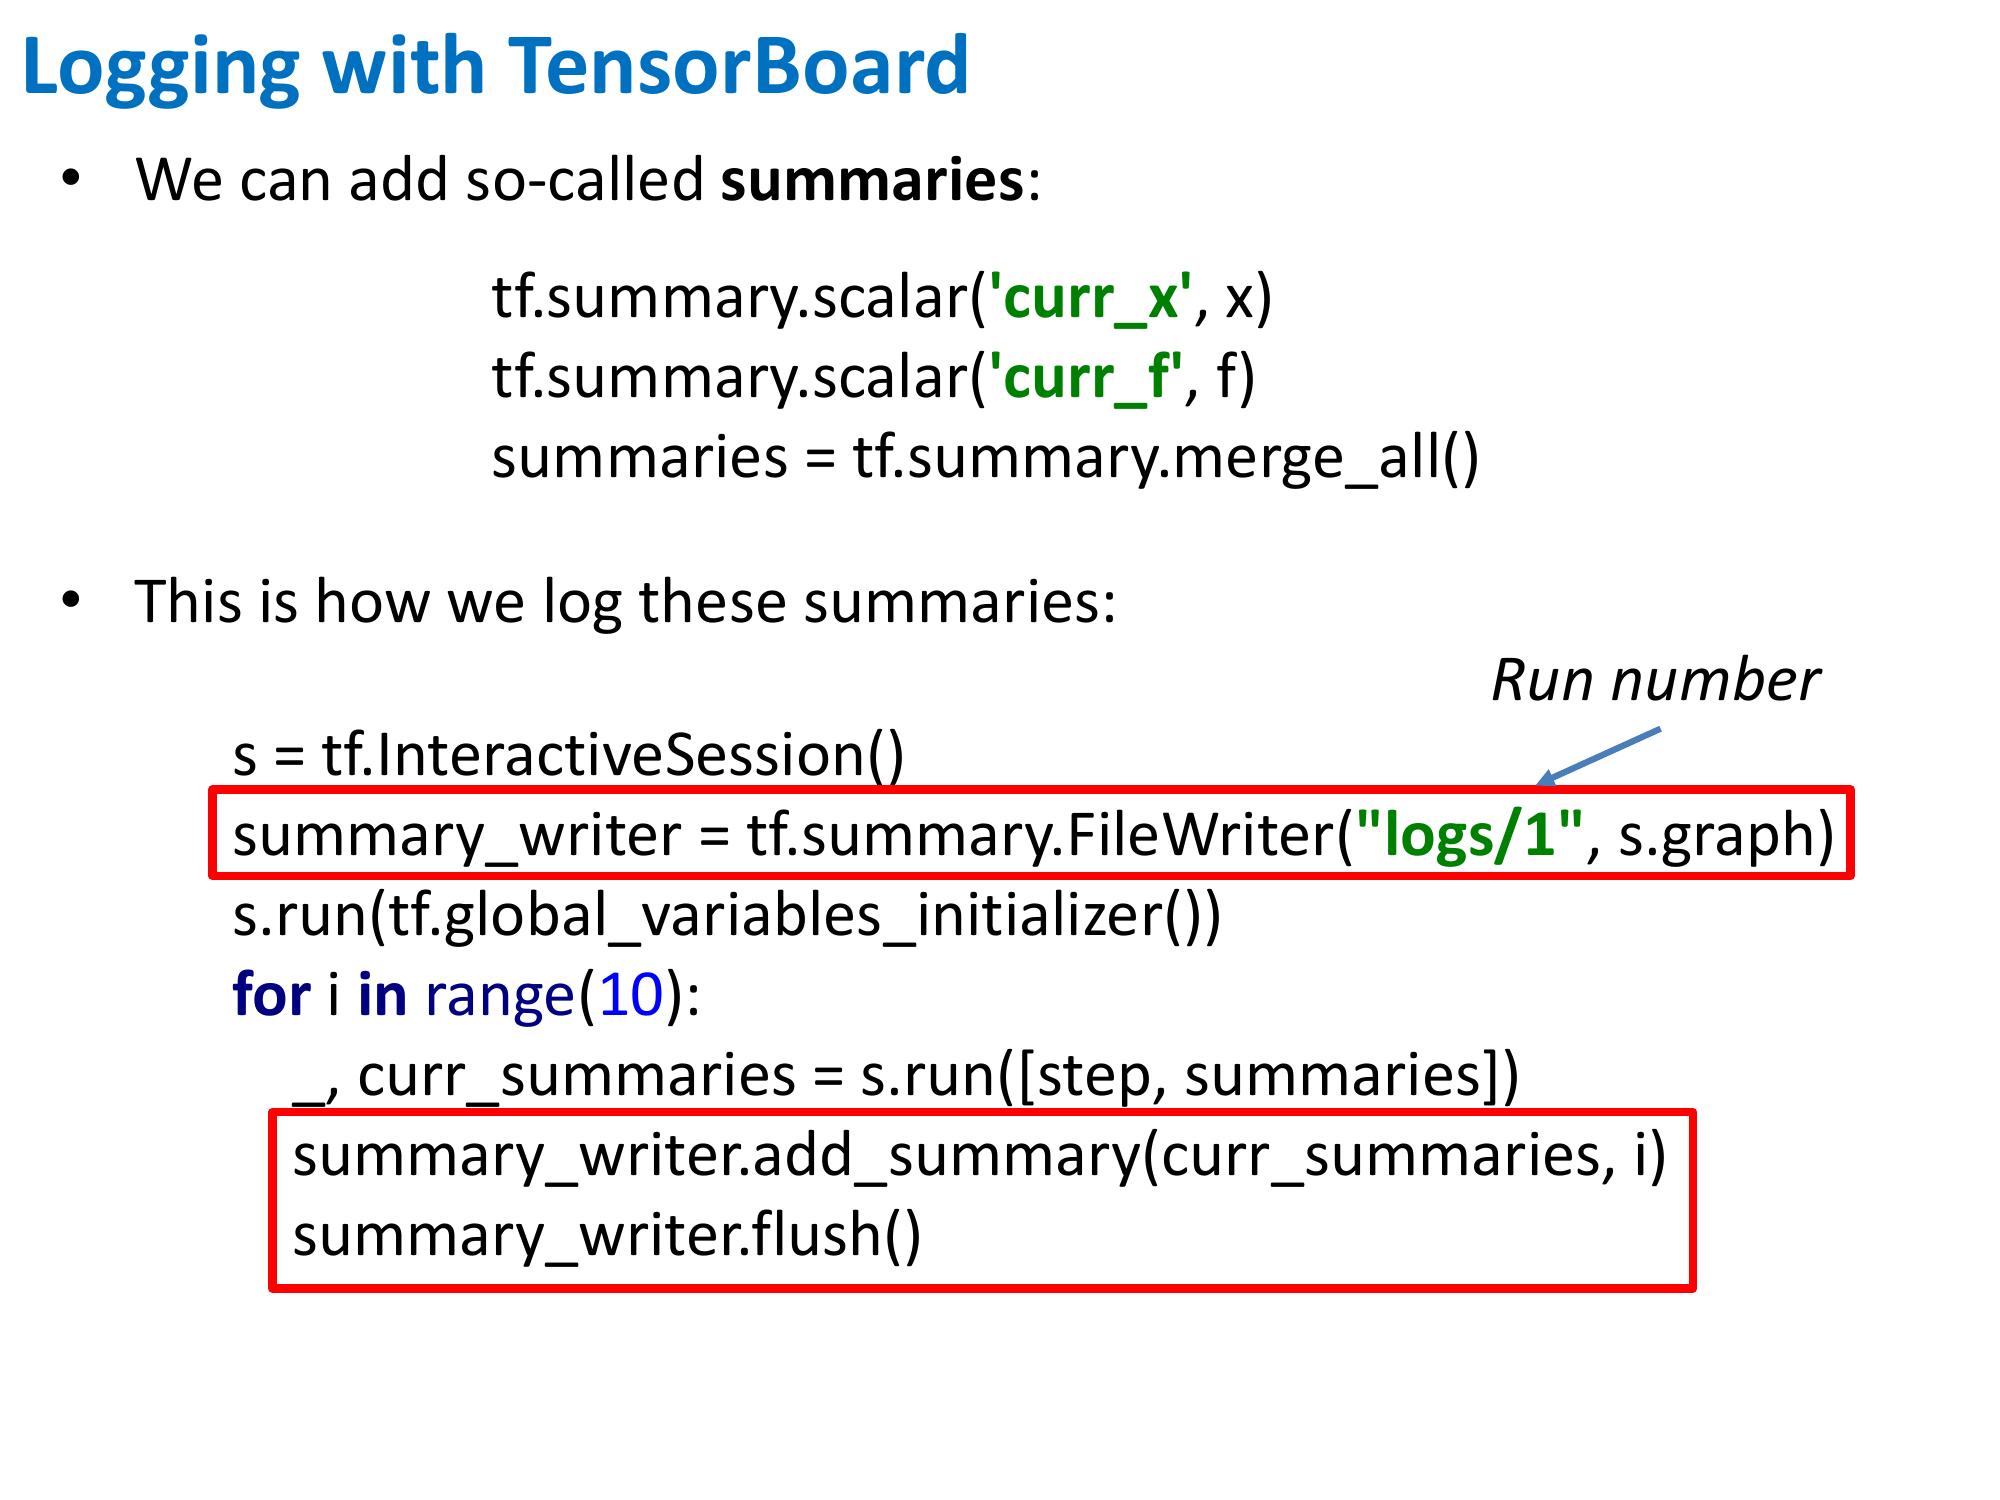 Logging with TensorBoard
• We can add so-called summaries:
tf.summary.scalar('curr_x', x)
tf.summary.scalar('curr_f', f)
summaries = tf.summary.merge_all()
• This is how we log these summaries:
Run number
s = tf.InteractiveSession()
summary_writer = tf.summary.FileWriter("logs/1", s.graph)
s.run(tf.global_variables_initializer())
for i in range(10):
_, curr_summaries = s.run([step, summaries])
summary_writer.add_summary(curr_summaries, i)
summary_writer.flush()